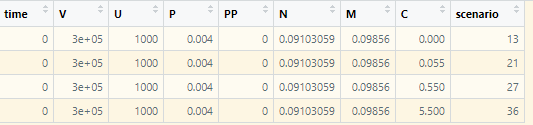 time V U P PP N M C scenario
0 3e+05 1000 0.004 0 0.09103059 0.09856 0.000 13
0 3e+05 1000 0.004 0 0.09103059 0.09856 0.055 21
0 3e+05 1000 0.004 0 0.09103059 0.09856 0.550 27
0 3e+05 1000 0.004 0 0.09103059 0.09856 5.500 36